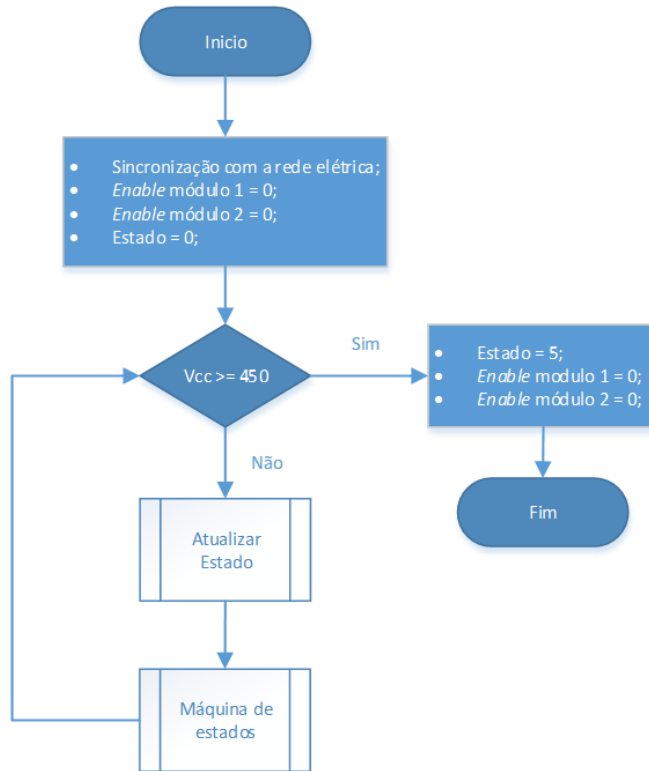 Inicio
• Sincronização com a rede elétrica;
• Enable módulo 1 = 0;
• Enable módulo 2 = 0;
• Estado = 0;
Vcc >= 450
Sim
• Estado = 5;
• Enable modulo 1 = 0;
• Enable módulo 2 = 0;
Não
Fim
Atualizar
Estado
Máquina de
estados